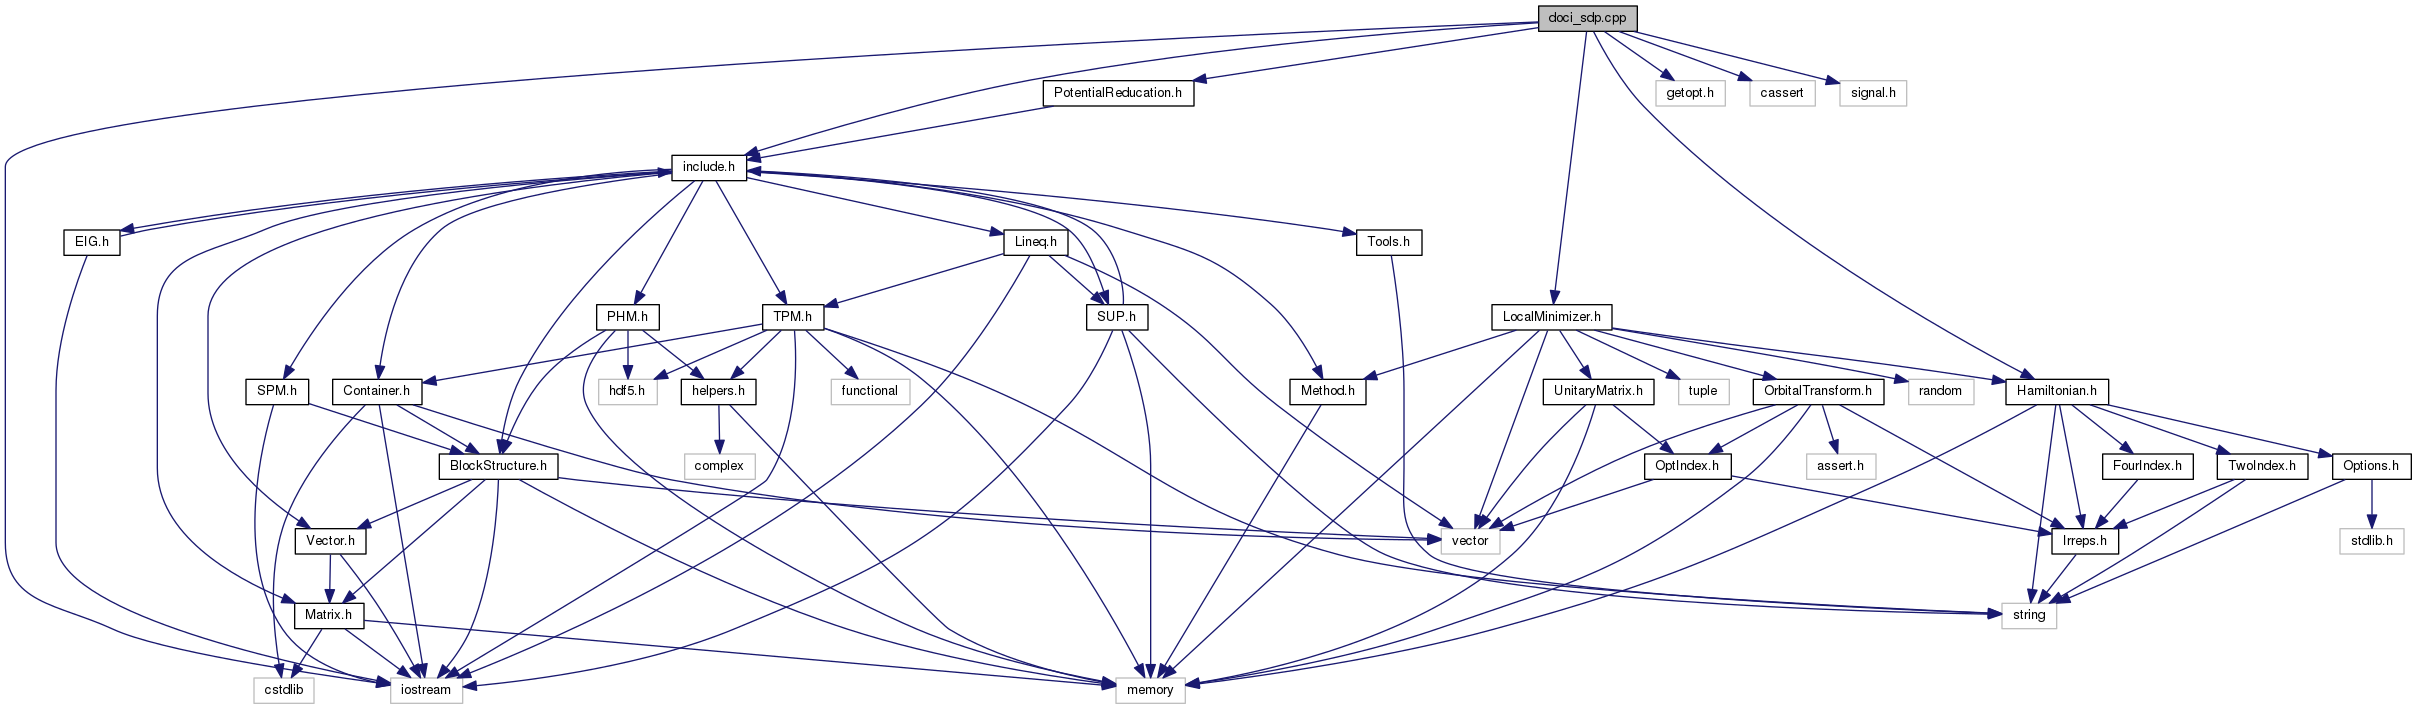 doci_sdp.cpp
PotentialReducation.h
getopt.h
cassert
signal.h
include.h
EIG.h
Lineq.h
Tools.h
PHM.h
TPM.h
SUP.h
LocalMinimizer.h
SPM.h
Container.h
hdf5.h
helpers.h
functional
Method.h
UnitaryMatrix.h
tuple
OrbitalTransform.h
random
Hamiltonian.h
BlockStructure.h
complex
OptIndex.h
assert.h
FourIndex.h
TwoIndex.h
Options.h
Vector.h
vector
Irreps.h
stdlib.h
Matrix.h
string
cstdlib
iostream
memory